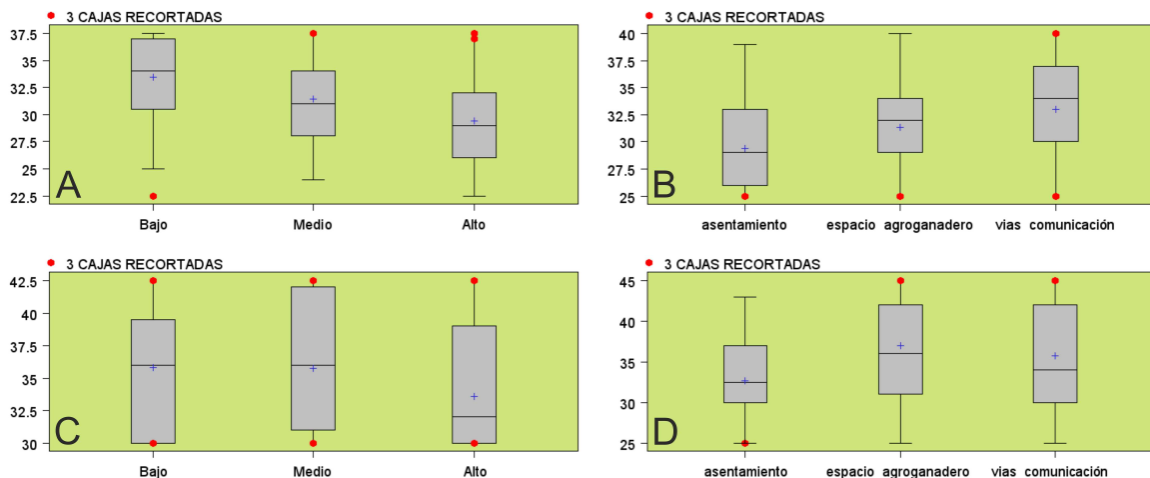 3 CAJAS RECORTADAS
37.5
35
32.5
30
27.5
25
22.5
A
Bajo Medio Alto
3 CAJAS RECORTADAS
40
37.5
35
32.5
30
27.5
25
B
asentamiento espacio agroganadero vias comunicación
3 CAJAS RECORTADAS
42.5
40
37.5
35
32.5
30
C
Bajo Medio Alto
3 CAJAS RECORTADAS
45
40
35
30
25
D
asentamiento espacio agroganadero vias comunicación